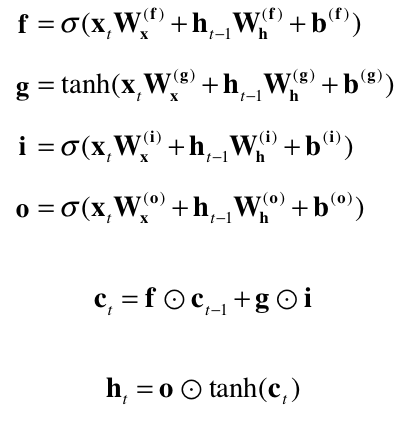 f = σ(x_t W_x^(f) + h_{t−1} W_h^(f) + b^(f))
g = tanh(x_t W_x^(g) + h_{t−1} W_h^(g) + b^(g))
i = σ(x_t W_x^(i) + h_{t−1} W_h^(i) + b^(i))
o = σ(x_t W_x^(o) + h_{t−1} W_h^(o) + b^(o))
c_t = f ⊙ c_{t−1} + g ⊙ i
h_t = o ⊙ tanh(c_t)